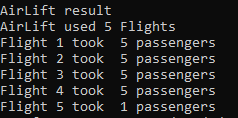 AirLift result
AirLift used 5 Flights
Flight 1 took  5 passengers
Flight 2 took  5 passengers
Flight 3 took  5 passengers
Flight 4 took  5 passengers
Flight 5 took  1 passengers